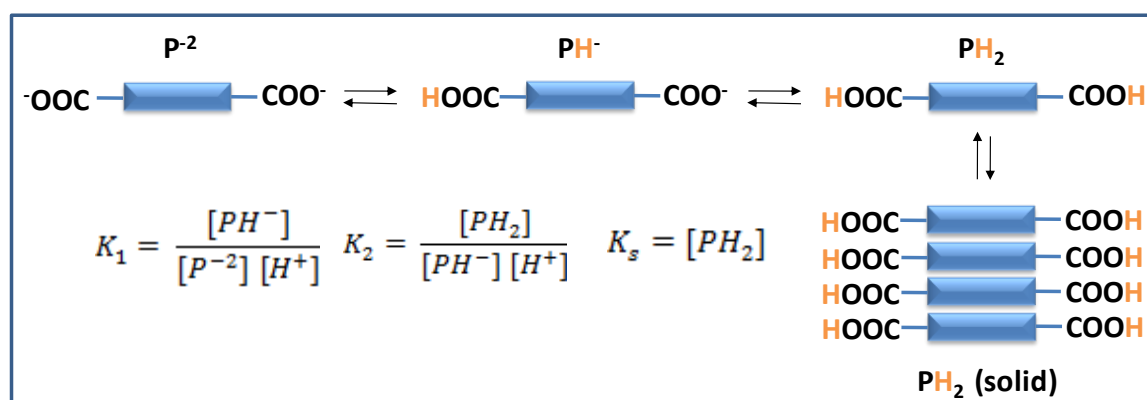 P⁻² PH⁻ PH₂
⁻OOC COO⁻ HOOC COO⁻ HOOC COOH
K₁ = [PH⁻] / [P⁻²] [H⁺] K₂ = [PH₂] / [PH⁻] [H⁺] Kₛ = [PH₂]
HOOC COOH
HOOC COOH
HOOC COOH
HOOC COOH
PH₂ (solid)